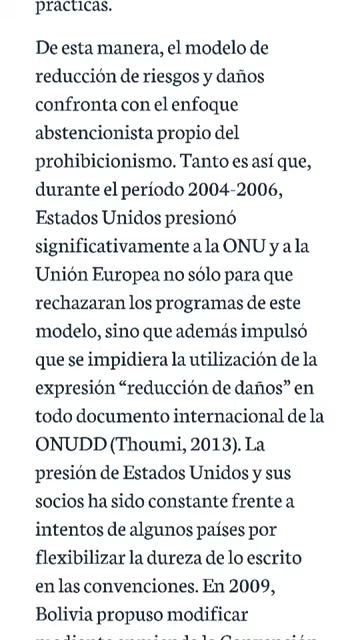 prácticas.
De esta manera, el modelo de
reducción de riesgos y daños
confronta con el enfoque
abstencionista propio del
prohibicionismo. Tanto es así que,
durante el período 2004-2006,
Estados Unidos presionó
significativamente a la ONU y a la
Unión Europea no sólo para que
rechazaran los programas de este
modelo, sino que además impulsó
que se impidiera la utilización de la
expresión “reducción de daños” en
todo documento internacional de la
ONUDD (Thoumi, 2013). La
presión de Estados Unidos y sus
socios ha sido constante frente a
intentos de algunos países por
flexibilizar la dureza de lo escrito
en las convenciones. En 2009,
Bolivia propuso modificar
mediante enmienda la Convención